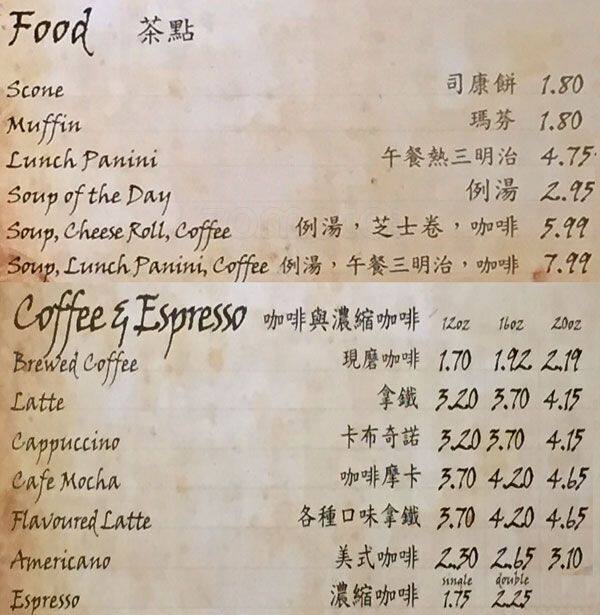 Food 茶點
Scone 司康餅 1.80
Muffin 瑪芬 1.80
Lunch Panini 午餐熱三明治 4.75
Soup of the Day 例湯 2.95
Soup, Cheese Roll, Coffee 例湯，芝士卷，咖啡 5.99
Soup, Lunch Panini, Coffee 例湯，午餐三明治，咖啡 7.99
Coffee & Espresso 咖啡與濃縮咖啡 12oz 16oz 20oz
Brewed Coffee 現磨咖啡 1.70 1.92 2.19
Latte 拿鐵 3.20 3.70 4.15
Cappuccino 卡布奇諾 3.20 3.70 4.15
Cafe Mocha 咖啡摩卡 3.70 4.20 4.65
Flavoured Latte 各種口味拿鐵 3.70 4.20 4.65
Americano 美式咖啡 2.30 2.65 3.10
single double
Espresso 濃縮咖啡 1.75 2.25